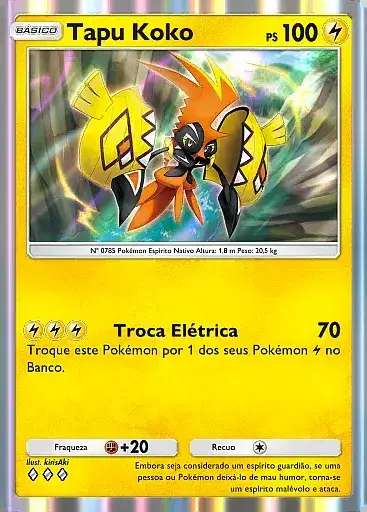 BÁSICO Tapu Koko PS 100
Nº 0785 Pokémon Espírito Nativo Altura: 1,8 m Peso: 20,5 kg
Troca Elétrica 70
Troque este Pokémon por 1 dos seus Pokémon no
Banco.
Fraqueza +20 Recuo
Ilust. kirisAki
Embora seja considerado um espírito guardião, se uma
pessoa ou Pokémon deixá-lo de mau humor, torna-se
um espírito malévolo e ataca.